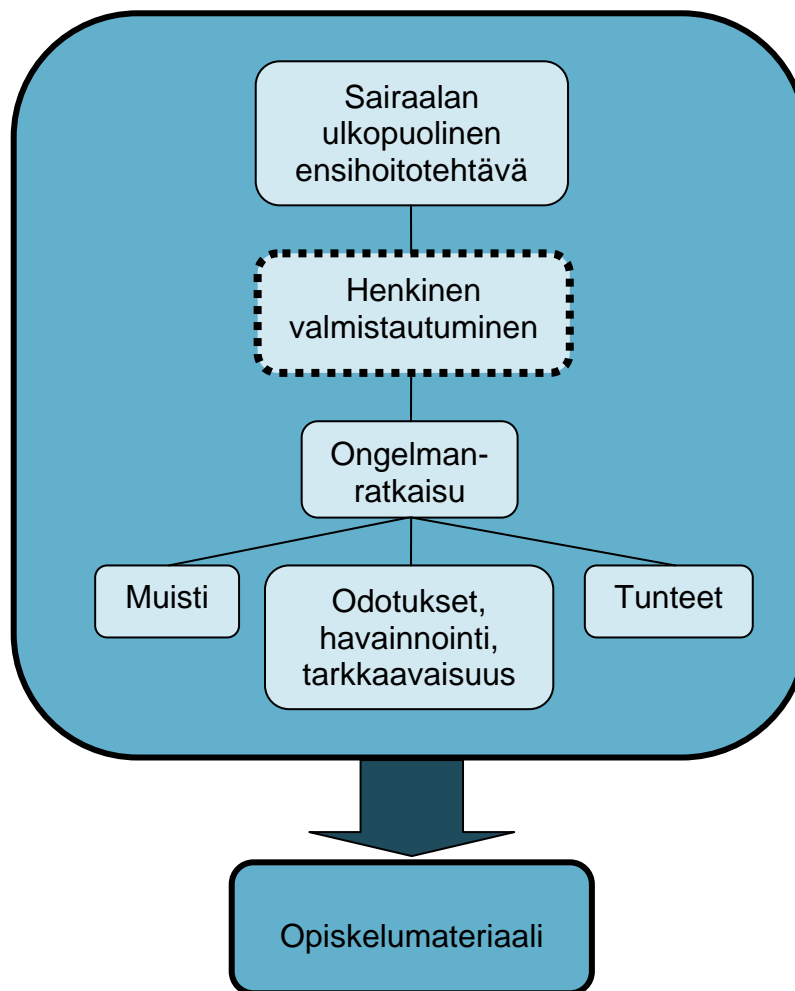 Sairaalan
ulkopuolinen
ensihoitotehtävä
Henkinen
valmistautuminen
Ongelman-
ratkaisu
Muisti
Odotukset,
havainnointi,
tarkkaavaisuus
Tunteet
Opiskelumateriaali